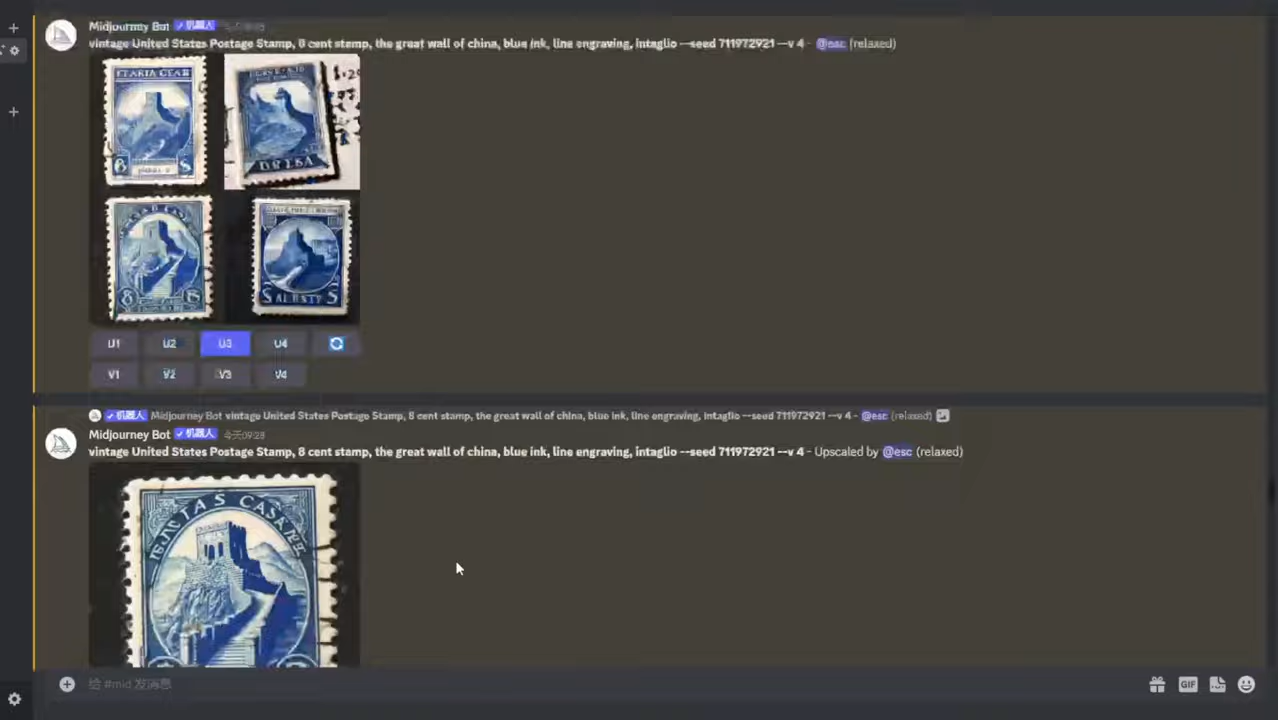 Midjourney Bot ✓机器人
vintage United States Postage Stamp, 8 cent stamp, the great wall of china, blue ink, line engraving, intaglio --seed 711972921 --v 4 - @esc (relaxed)
U1 U2 U3 U4
V1 V2 V3 V4
✓机器人 Midjourney Bot vintage United States Postage Stamp, 8 cent stamp, the great wall of china, blue ink, line engraving, intaglio --seed 711972921 --v 4 - @esc (relaxed)
Midjourney Bot ✓机器人 今天09:28
vintage United States Postage Stamp, 8 cent stamp, the great wall of china, blue ink, line engraving, intaglio --seed 711972921 --v 4 - Upscaled by @esc (relaxed)
给 #mid 发消息
GIF